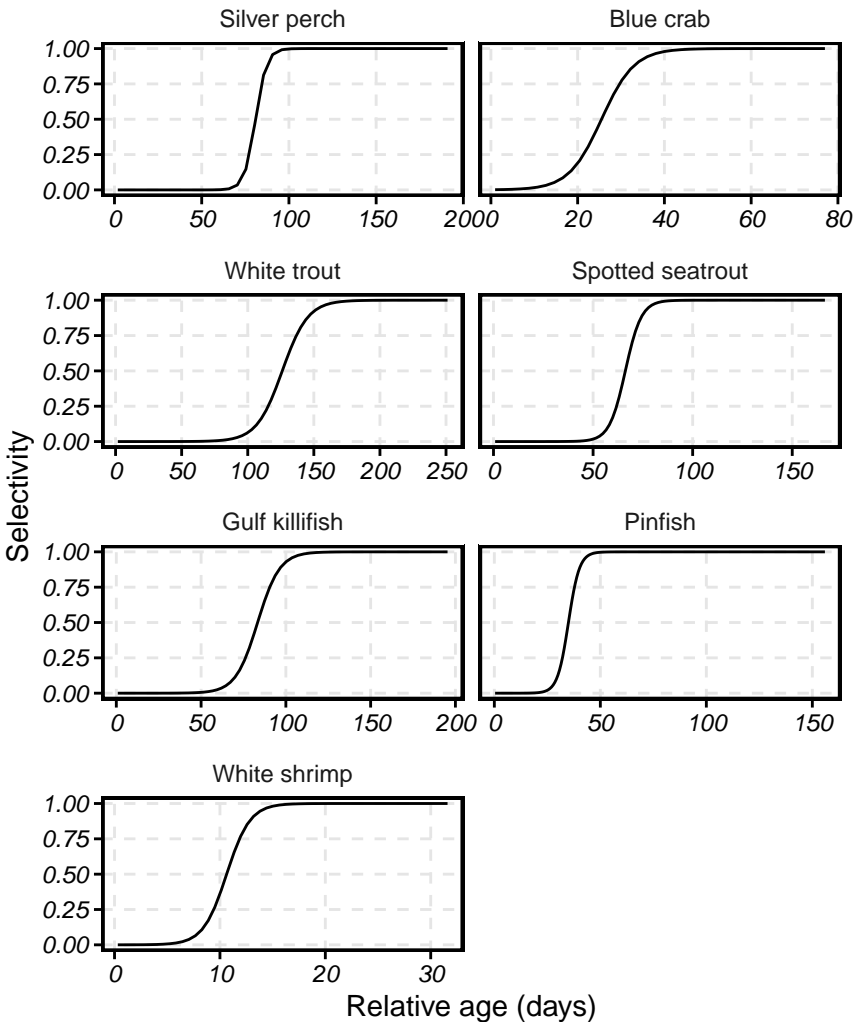 Silver perch
Blue crab
1.00
0.75
0.50
0.25
0.00
0 50 100 150 200
0 20 40 60 80
White trout
Spotted seatrout
1.00
0.75
0.50
0.25
0.00
0 50 100 150 200 250
0 50 100 150
Selectivity
Gulf killifish
Pinfish
1.00
0.75
0.50
0.25
0.00
0 50 100 150 200
0 50 100 150
White shrimp
1.00
0.75
0.50
0.25
0.00
0 10 20 30
Relative age (days)